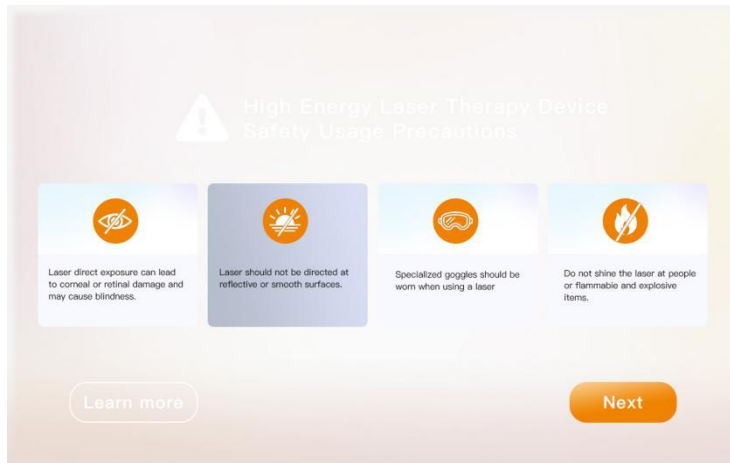 High Energy Laser Therapy Device
Safety Usage Precautions
Laser direct exposure can lead
to corneal or retinal damage and
may cause blindness.
Laser should not be directed at
reflective or smooth surfaces.
Specialized goggles should be
worn when using a laser
Do not shine the laser at people
or flammable and explosive
items.
Learn more
Next